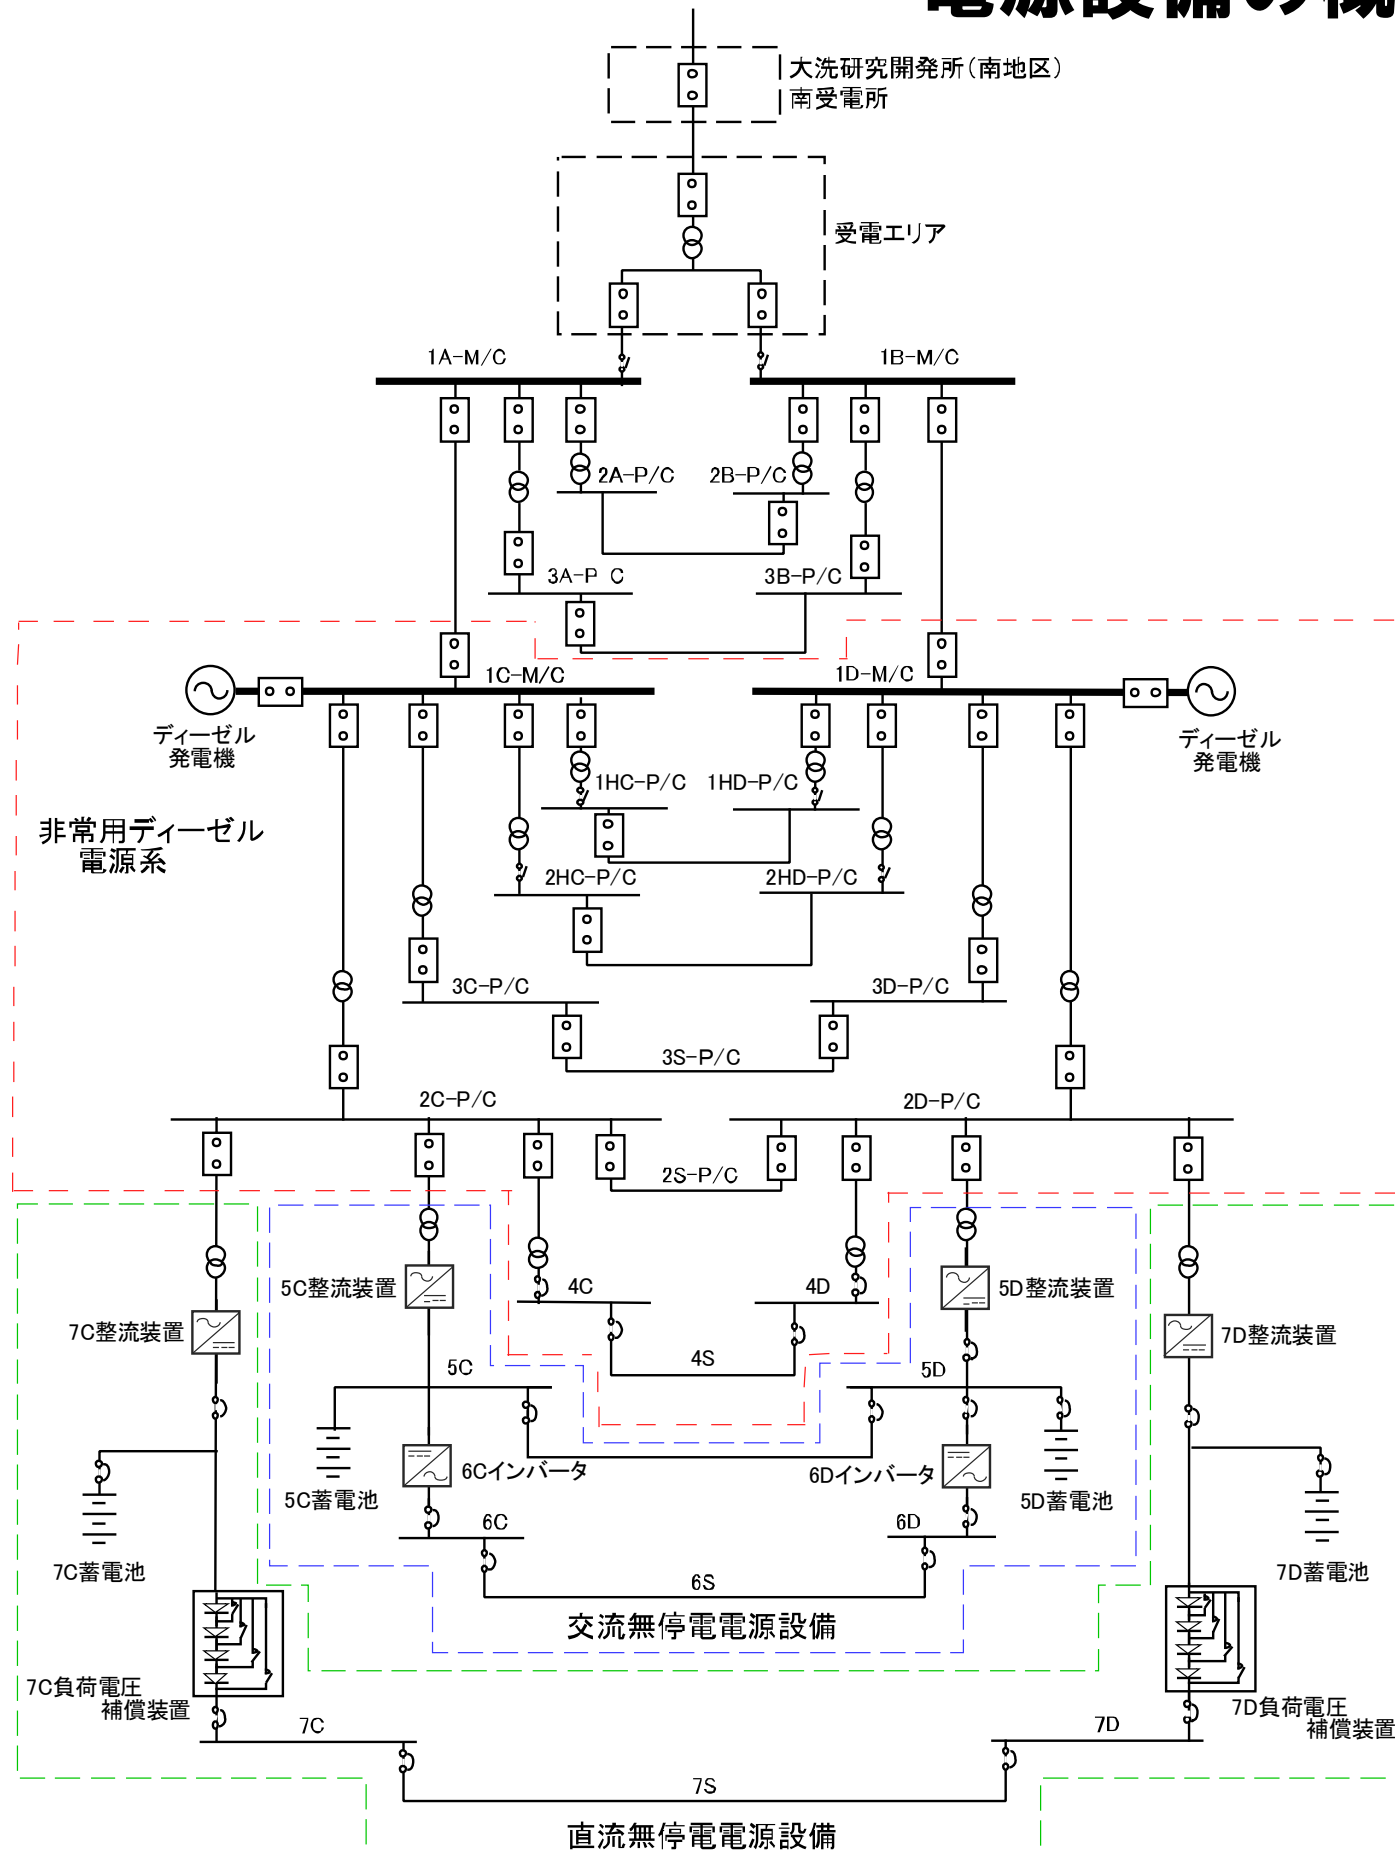 電源設備の概
大洗研究開発所(南地区)
南受電所
受電エリア
1A-M/C
1B-M/C
2A-P/C
2B-P/C
3A-P C
3B-P/C
1C-M/C
1D-M/C
ディーゼル
発電機
ディーゼル
発電機
1HC-P/C
1HD-P/C
非常用ディーゼル
電源系
2HC-P/C
2HD-P/C
3C-P/C
3D-P/C
3S-P/C
2C-P/C
2D-P/C
2S-P/C
5C整流装置
4C
4D
5D整流装置
7C整流装置
7D整流装置
4S
5C
5D
6Cインバータ
6Dインバータ
5C蓄電池
5D蓄電池
6C
6D
7C蓄電池
7D蓄電池
6S
交流無停電電源設備
7C負荷電圧
補償装置
7D負荷電圧
補償装置
7C
7D
7S
直流無停電電源設備